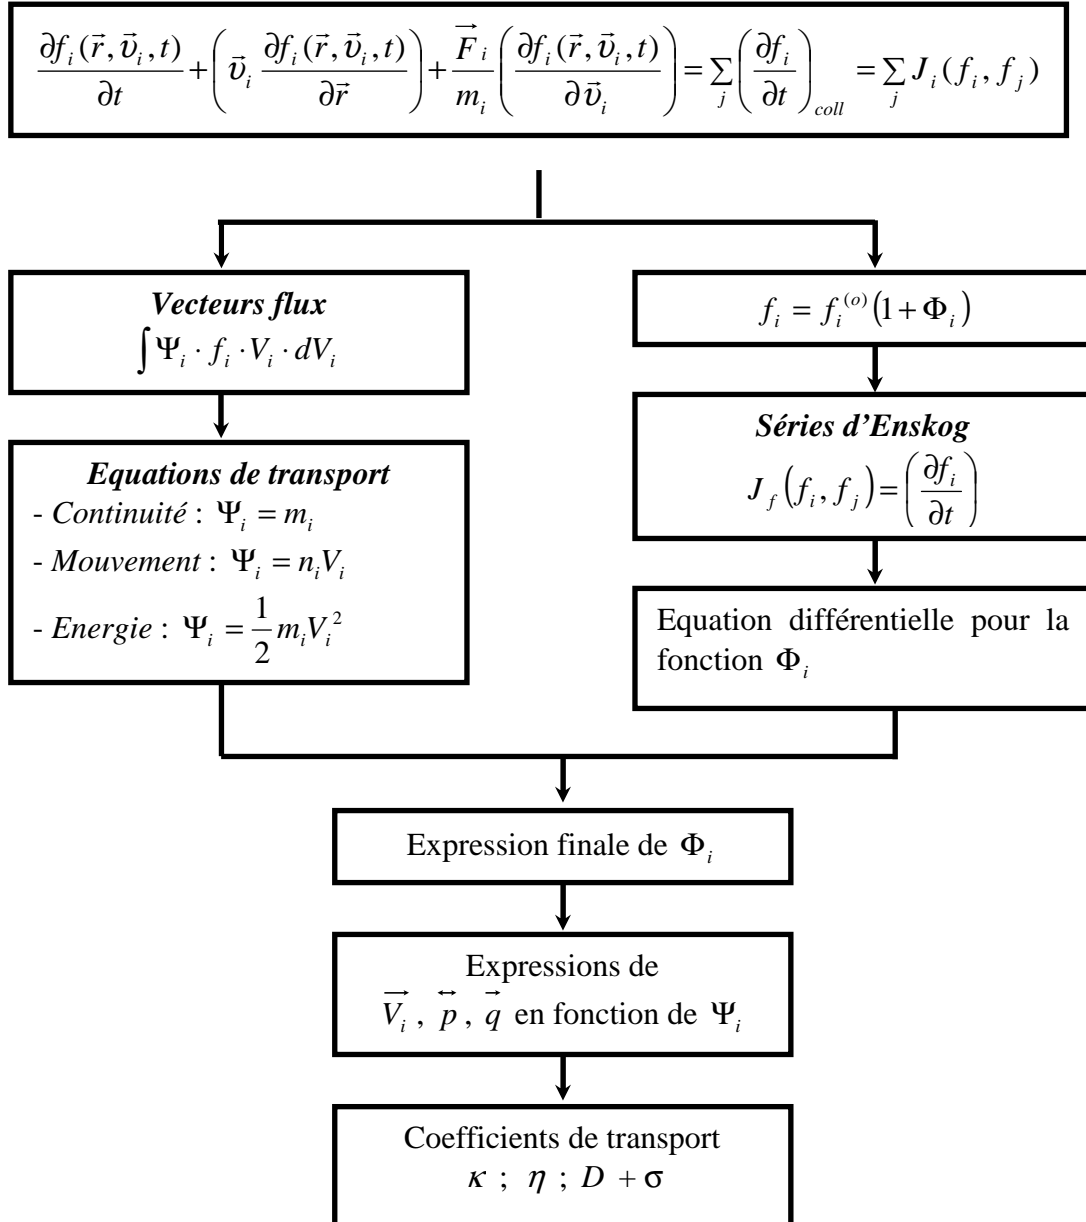 ∂f_i(r⃗, υ⃗_i, t)/∂t + (υ⃗_i ∂f_i(r⃗, υ⃗_i, t)/∂r⃗) + F⃗_i/m_i (∂f_i(r⃗, υ⃗_i, t)/∂υ⃗_i) = ∑_j (∂f_i/∂t)_coll = ∑_j J_i(f_i, f_j)
Vecteurs flux
∫Ψ_i · f_i · V_i · dV_i
Equations de transport
- Continuité : Ψ_i = m_i
- Mouvement : Ψ_i = n_iV_i
- Energie : Ψ_i = 1/2 m_iV_i²
f_i = f_i^(o)(1 + Φ_i)
Séries d’Enskog
J_f(f_i, f_j) = (∂f_i/∂t)
Equation différentielle pour la
fonction Φ_i
Expression finale de Φ_i
Expressions de
V⃗_i , p⃡ , q⃗ en fonction de Ψ_i
Coefficients de transport
κ ; η ; D + σ